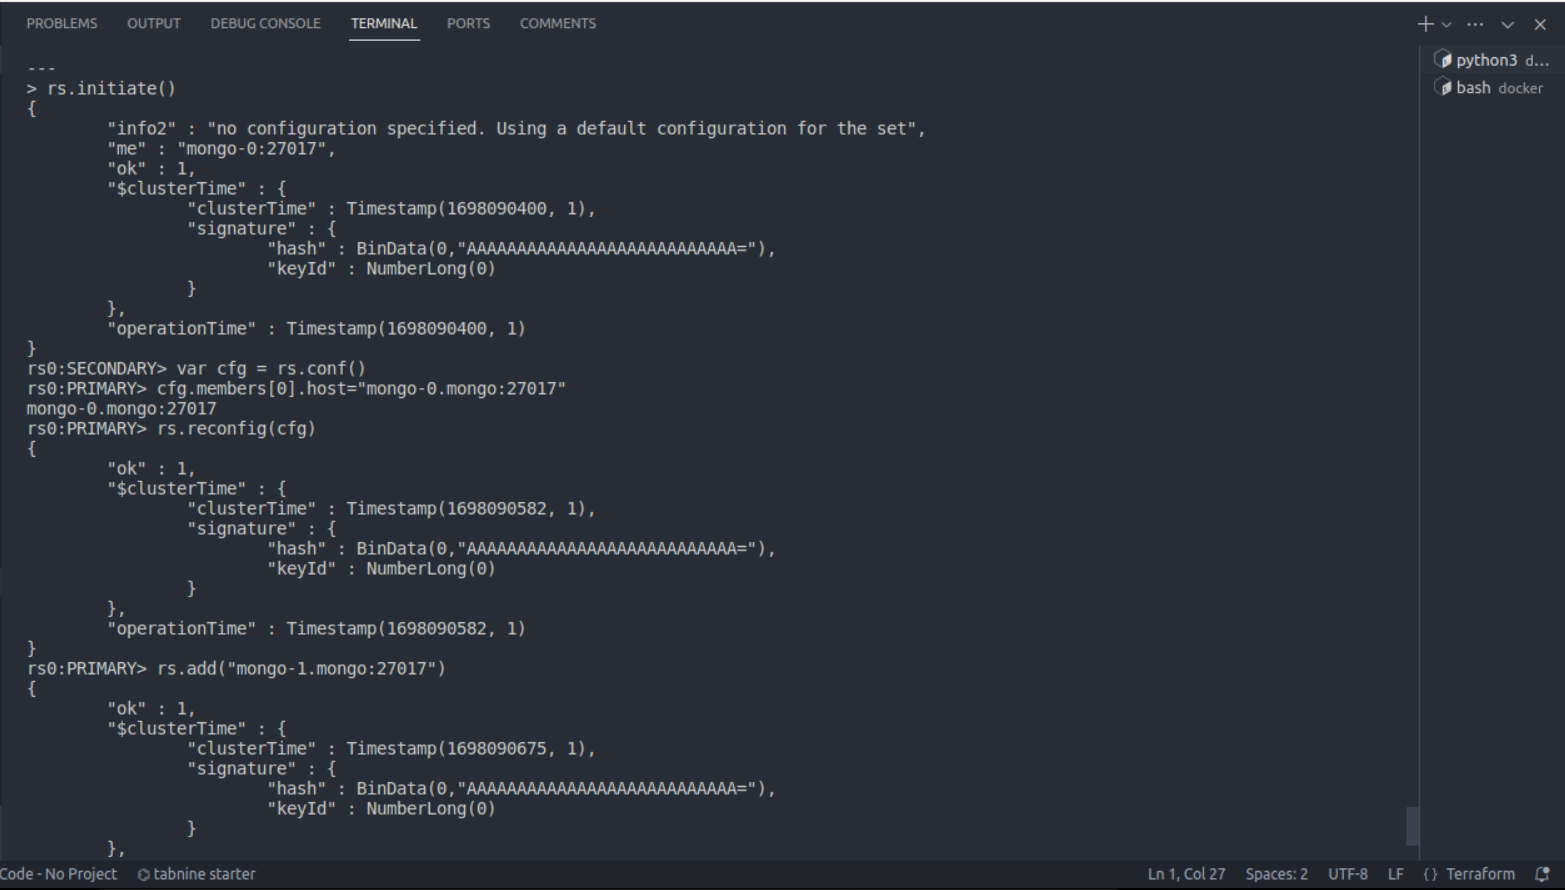 PROBLEMS OUTPUT DEBUG CONSOLE TERMINAL PORTS COMMENTS
---
> rs.initiate()
{
        "info2" : "no configuration specified. Using a default configuration for the set",
        "me" : "mongo-0:27017",
        "ok" : 1,
        "$clusterTime" : {
                "clusterTime" : Timestamp(1698090400, 1),
                "signature" : {
                        "hash" : BinData(0,"AAAAAAAAAAAAAAAAAAAAAAAAAAA="),
                        "keyId" : NumberLong(0)
                }
        },
        "operationTime" : Timestamp(1698090400, 1)
}
rs0:SECONDARY> var cfg = rs.conf()
rs0:PRIMARY> cfg.members[0].host="mongo-0.mongo:27017"
mongo-0.mongo:27017
rs0:PRIMARY> rs.reconfig(cfg)
{
        "ok" : 1,
        "$clusterTime" : {
                "clusterTime" : Timestamp(1698090582, 1),
                "signature" : {
                        "hash" : BinData(0,"AAAAAAAAAAAAAAAAAAAAAAAAAAA="),
                        "keyId" : NumberLong(0)
                }
        },
        "operationTime" : Timestamp(1698090582, 1)
}
rs0:PRIMARY> rs.add("mongo-1.mongo:27017")
{
        "ok" : 1,
        "$clusterTime" : {
                "clusterTime" : Timestamp(1698090675, 1),
                "signature" : {
                        "hash" : BinData(0,"AAAAAAAAAAAAAAAAAAAAAAAAAAA="),
                        "keyId" : NumberLong(0)
                }
        },
python3 d...
bash docker
Code - No Project tabnine starter Ln 1, Col 27 Spaces: 2 UTF-8 LF {} Terraform